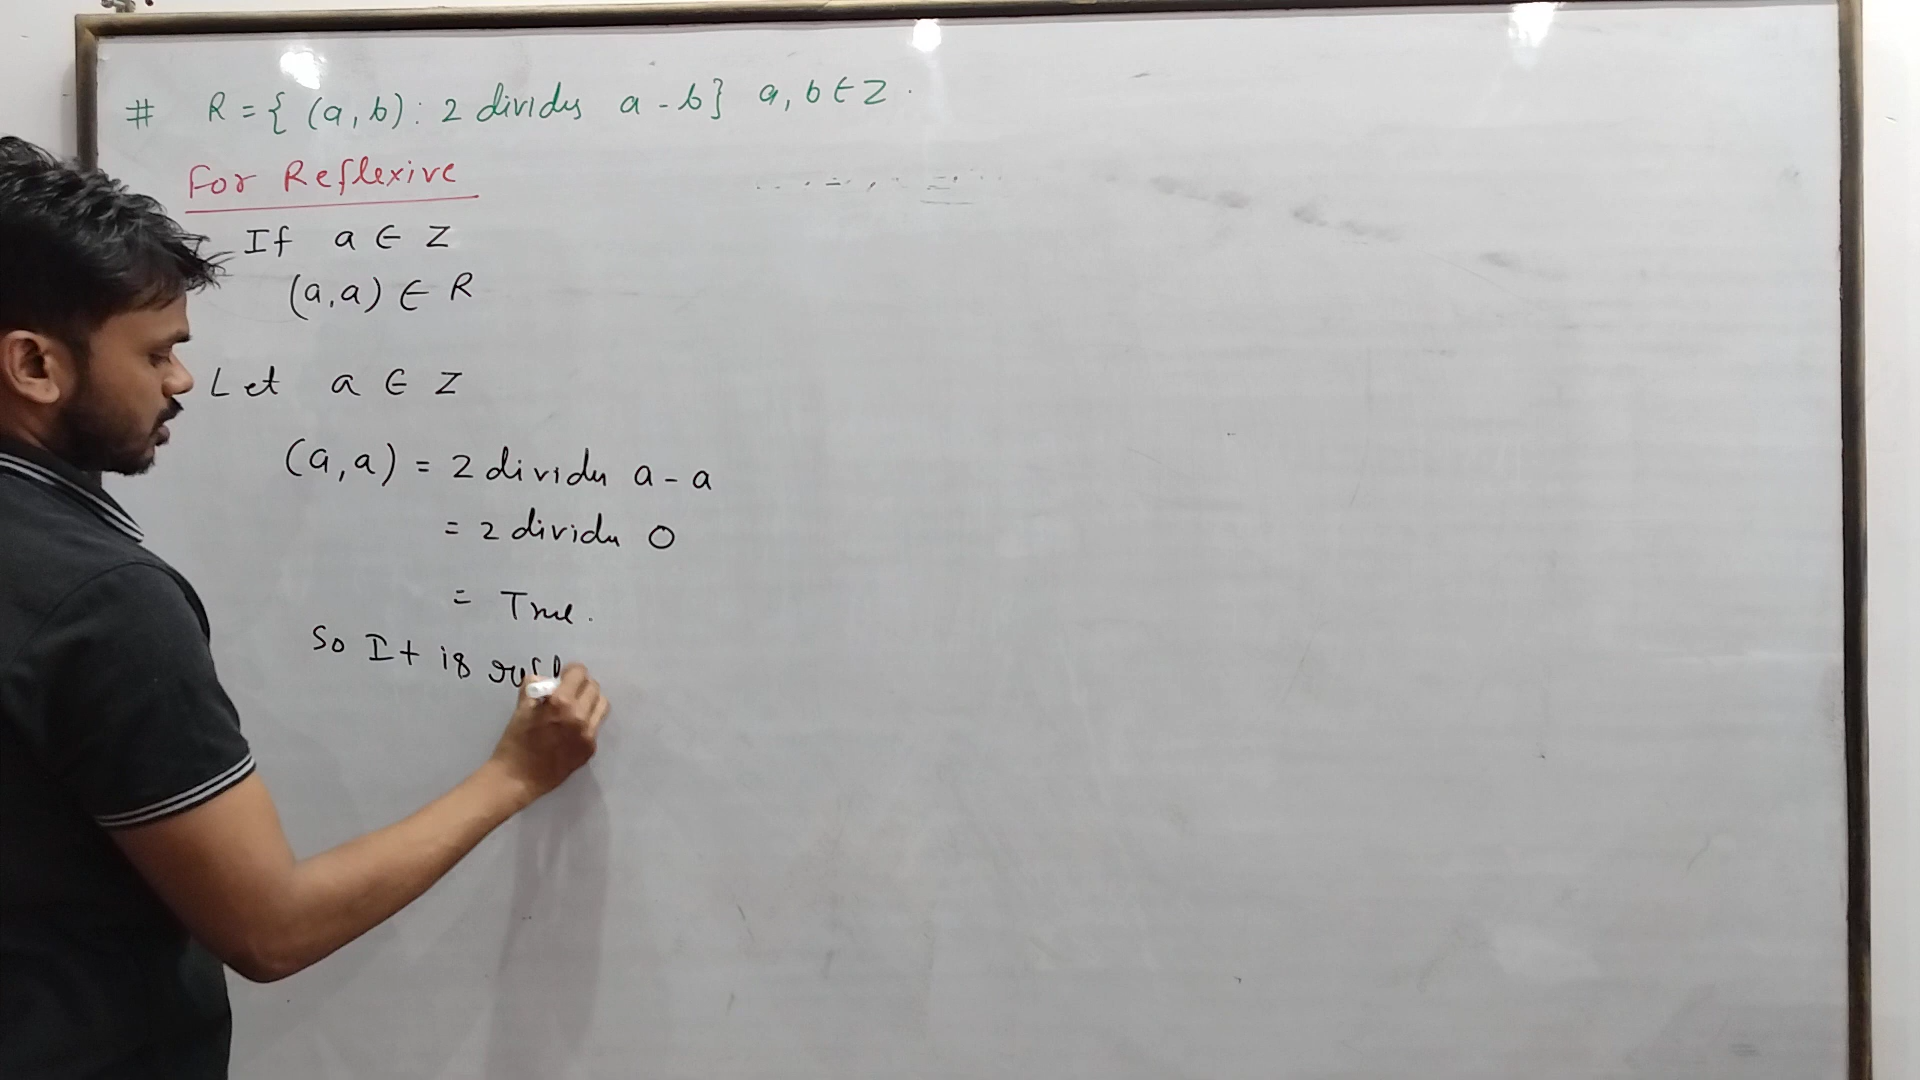 # R = { (a, b) : 2 divides a - b } a, b ∈ Z .
For Reflexive
If a ∈ Z
(a, a) ∈ R
Let a ∈ Z
(a, a) = 2 divides a - a
= 2 divides 0
= True.
So It is